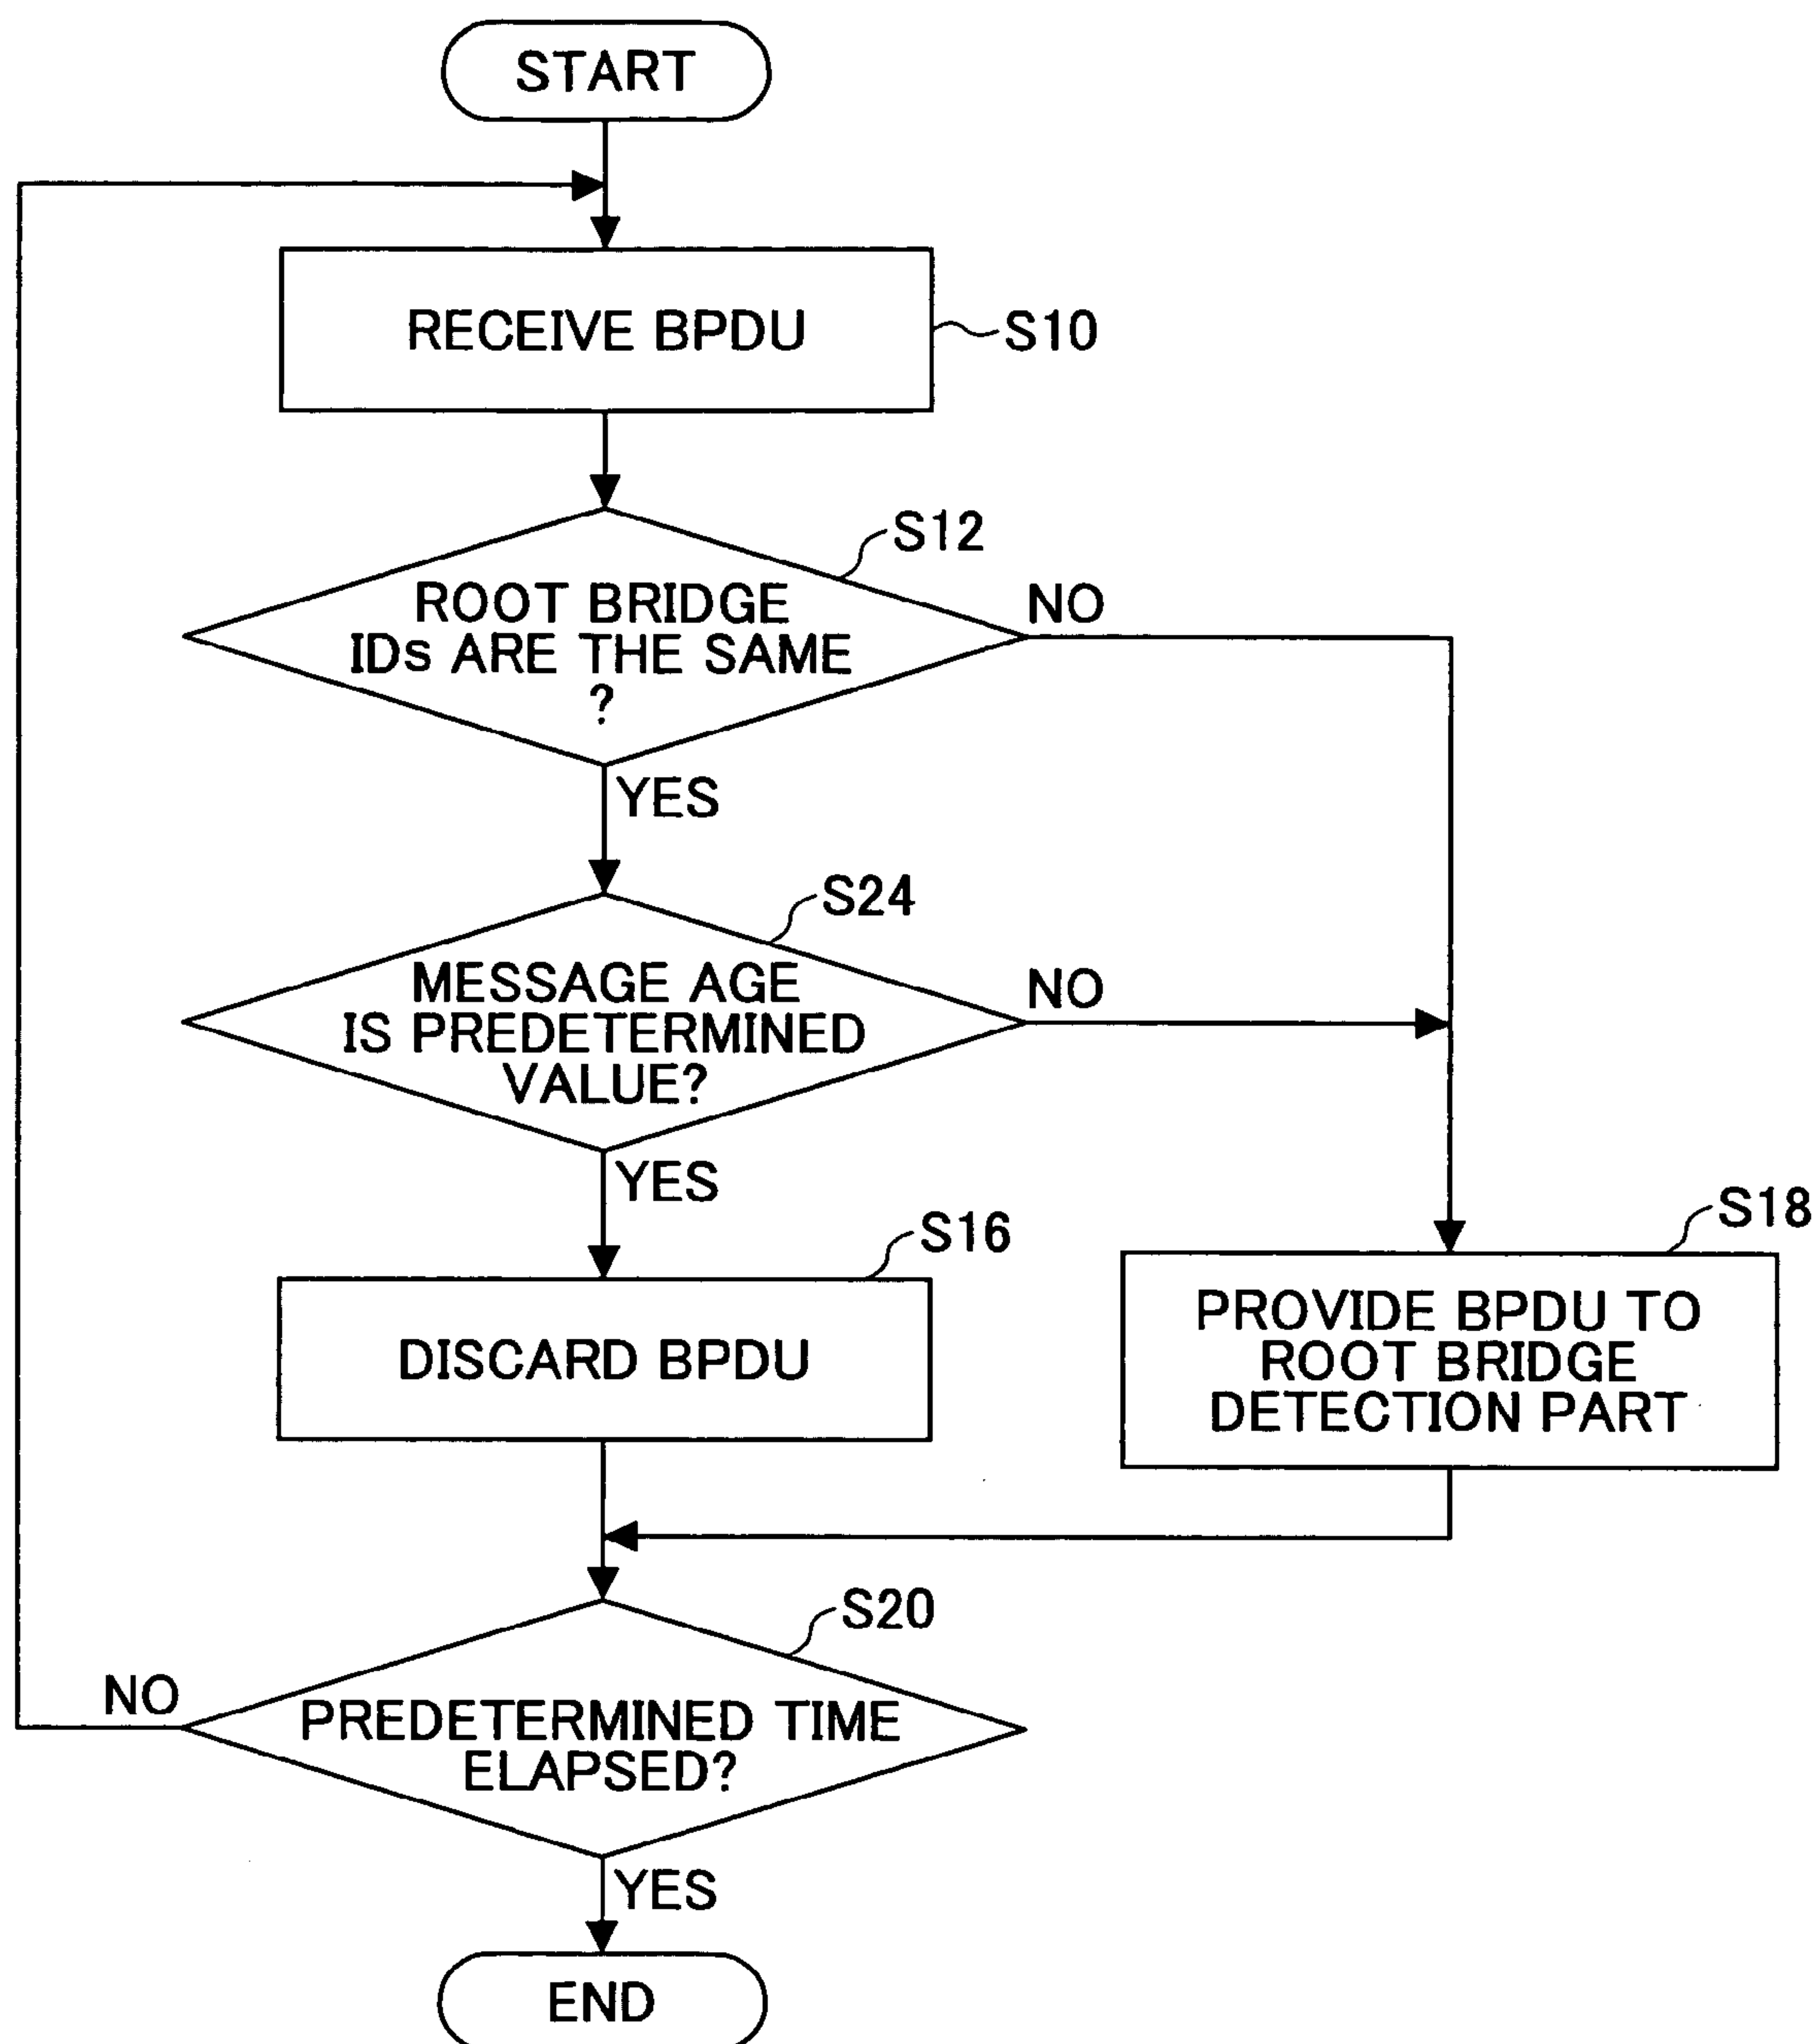 START
RECEIVE BPDU
S10
S12
ROOT BRIDGE
IDs ARE THE SAME
?
NO
YES
S24
MESSAGE AGE
IS PREDETERMINED
VALUE?
NO
YES
S16
DISCARD BPDU
S18
PROVIDE BPDU TO
ROOT BRIDGE
DETECTION PART
S20
PREDETERMINED TIME
ELAPSED?
NO
YES
END